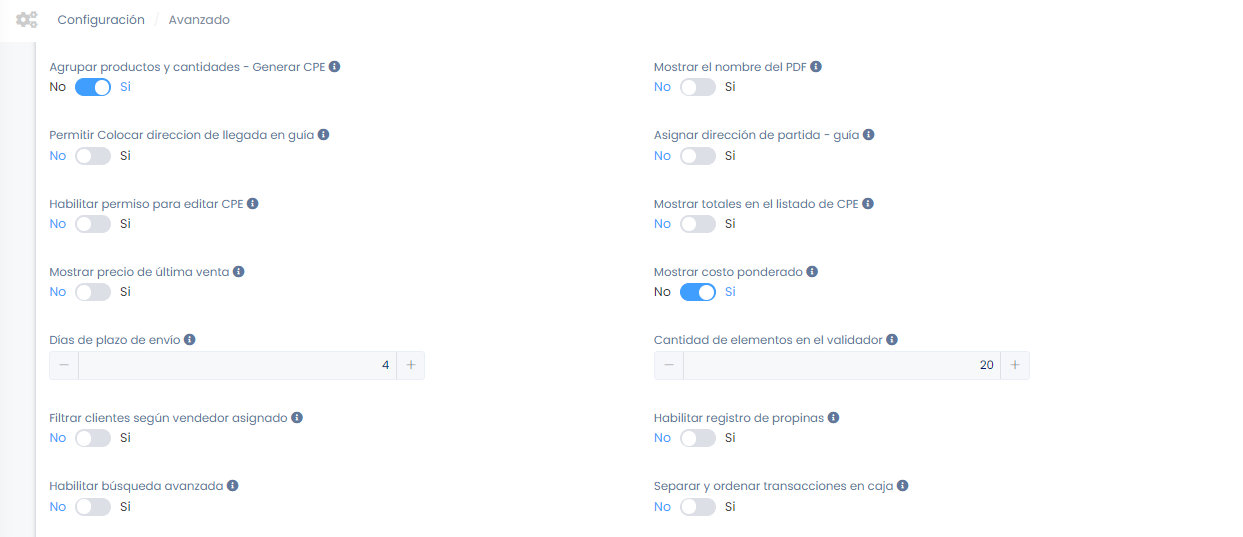 Configuración / Avanzado
Agrupar productos y cantidades - Generar CPE
No Si
Mostrar el nombre del PDF
No Si
Permitir Colocar direccion de llegada en guía
No Si
Asignar dirección de partida - guía
No Si
Habilitar permiso para editar CPE
No Si
Mostrar totales en el listado de CPE
No Si
Mostrar precio de última venta
No Si
Mostrar costo ponderado
No Si
Días de plazo de envío
− 4 +
Cantidad de elementos en el validador
− 20 +
Filtrar clientes según vendedor asignado
No Si
Habilitar registro de propinas
No Si
Habilitar búsqueda avanzada
No Si
Separar y ordenar transacciones en caja
No Si